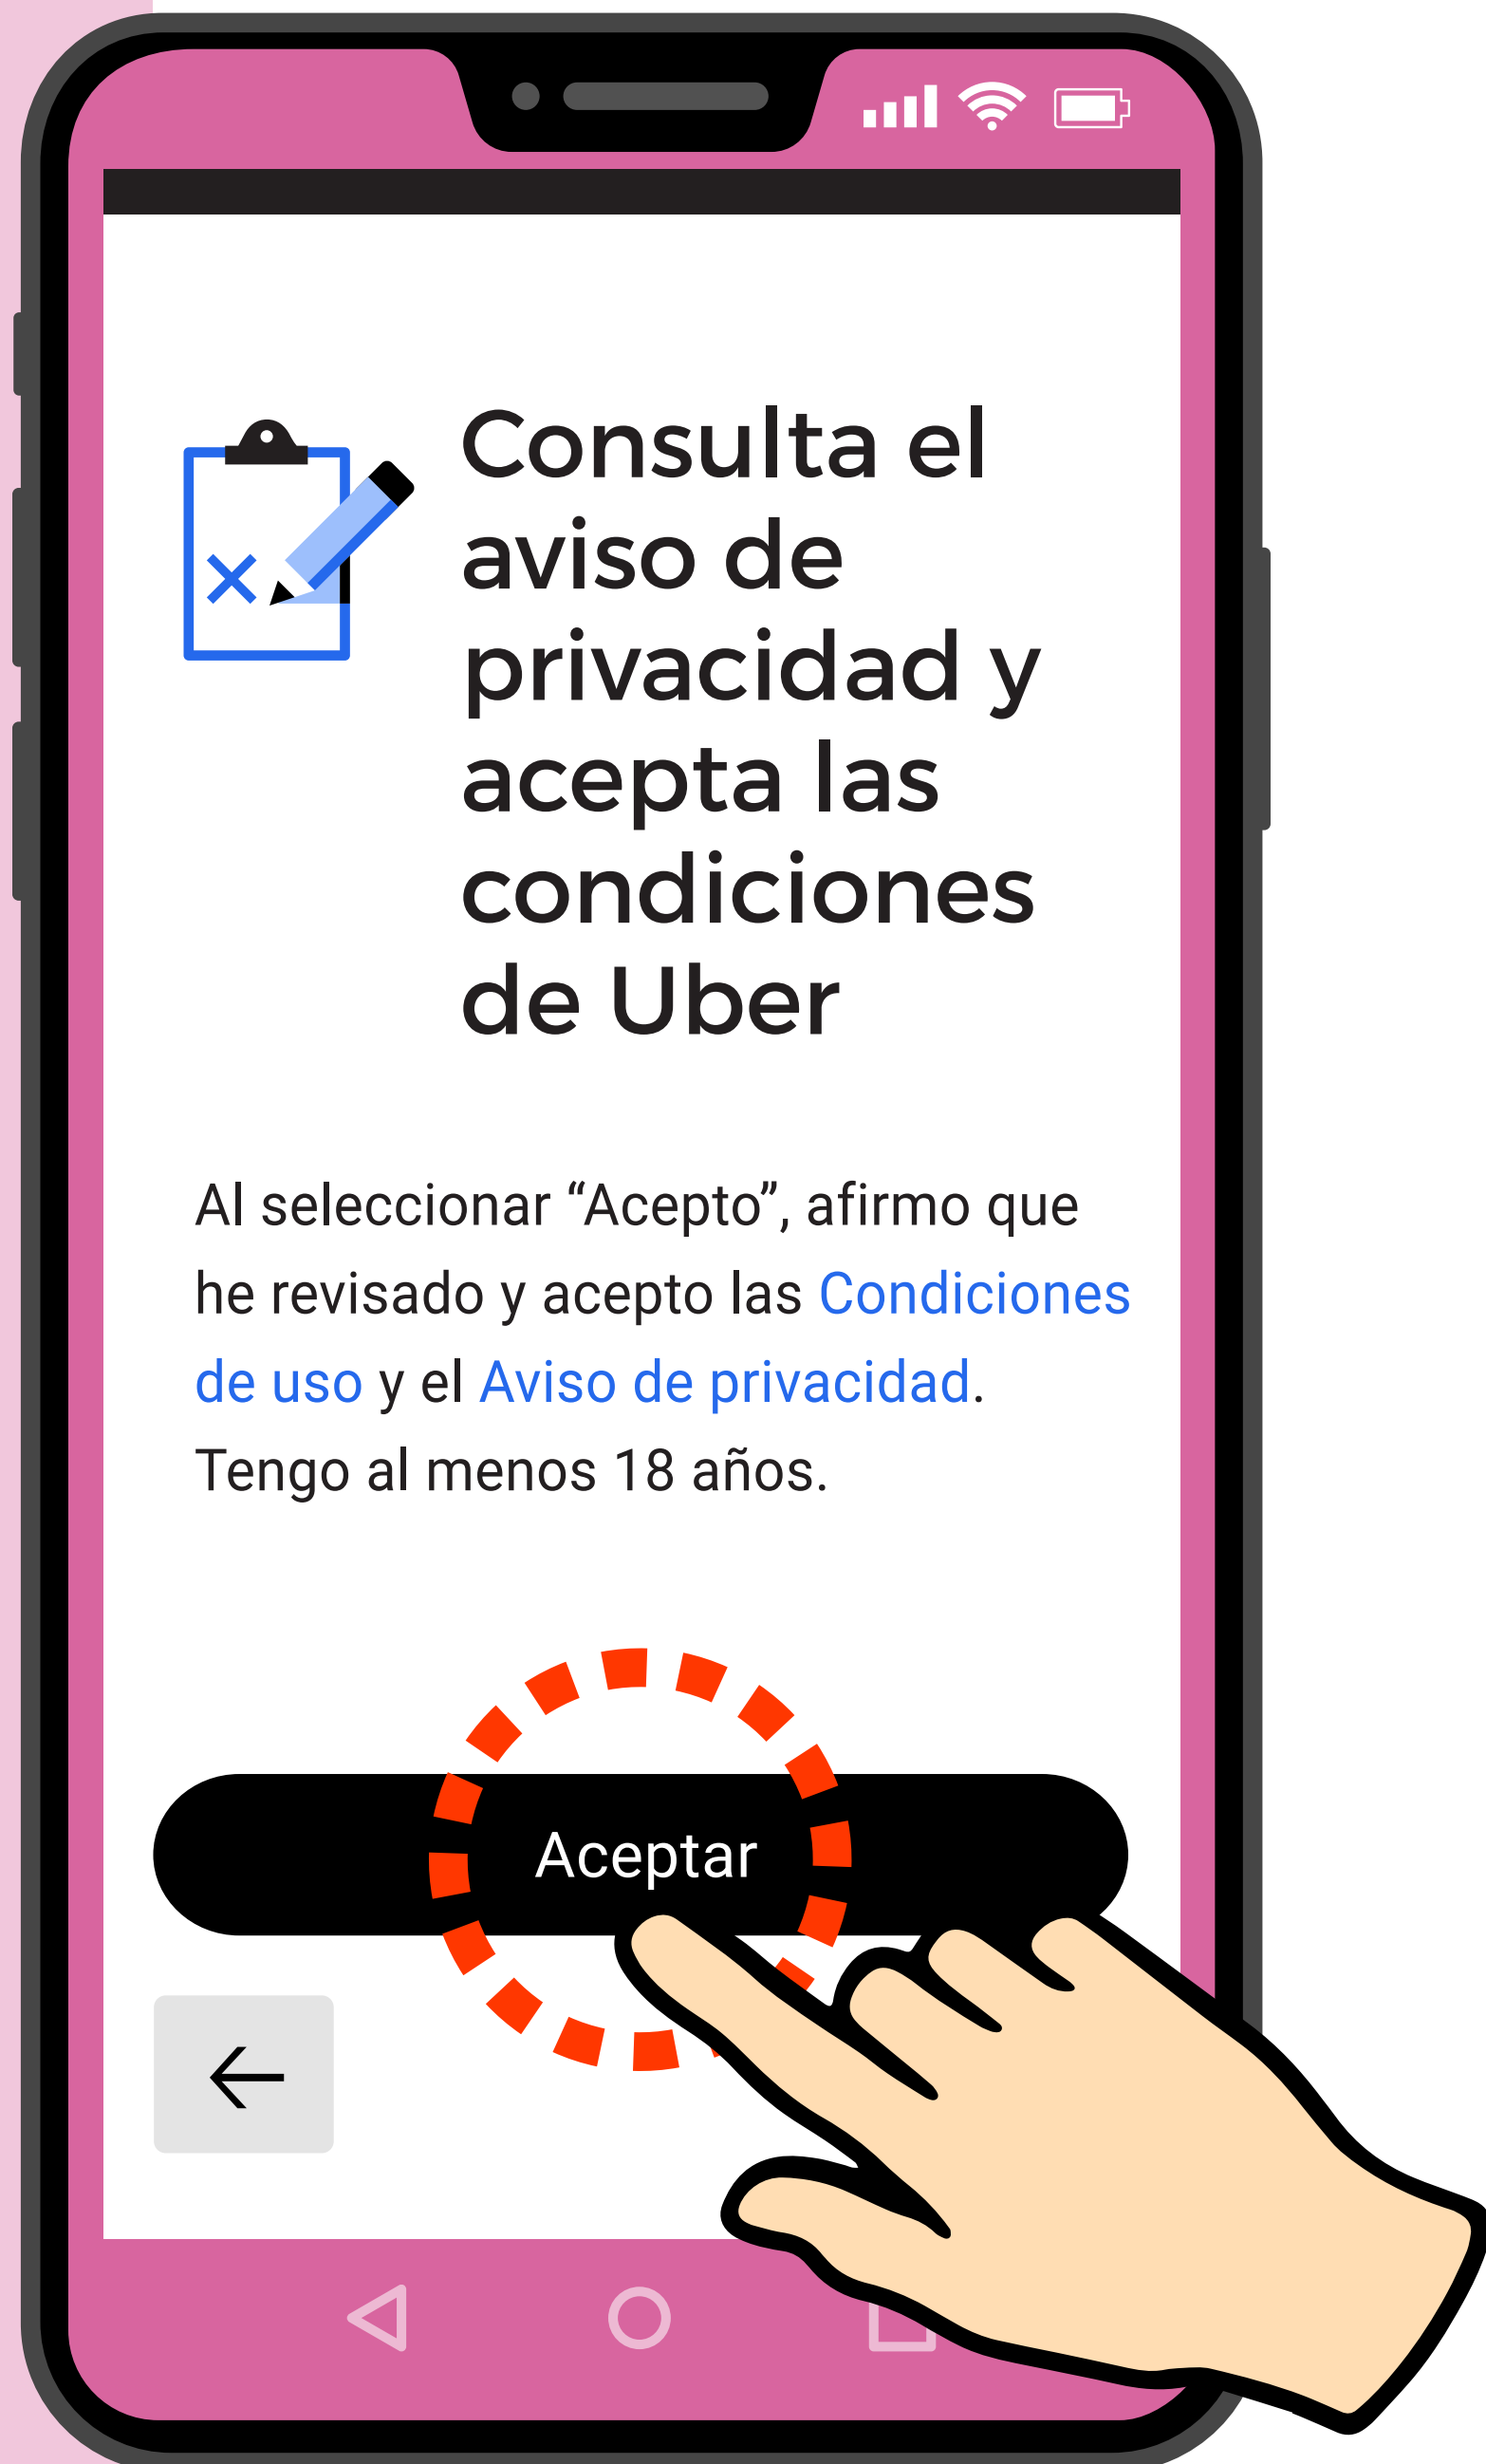 Consulta el
aviso de
privacidad y
acepta las
condiciones
de Uber
Al seleccionar “Acepto”, afirmo que
he revisado y acepto las Condiciones
de uso y el Aviso de privacidad.
Tengo al menos 18 años.
Aceptar